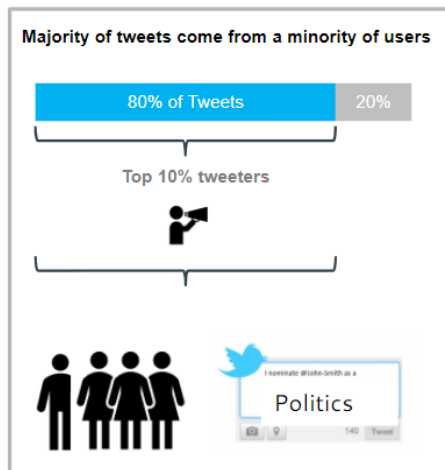 Majority of tweets come from a minority of users
80% of Tweets 20%
Top 10% tweeters
I nominate @John-Smith as a
Politics
140 Tweet